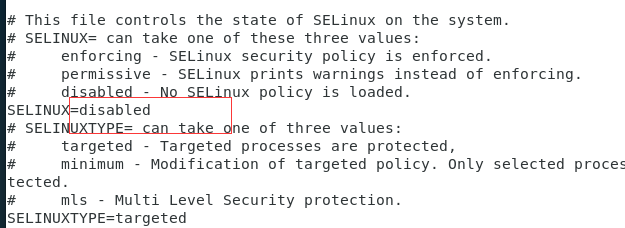 # This file controls the state of SELinux on the system.
# SELINUX= can take one of these three values:
#     enforcing - SELinux security policy is enforced.
#     permissive - SELinux prints warnings instead of enforcing.
#     disabled - No SELinux policy is loaded.
SELINUX=disabled
# SELINUXTYPE= can take one of three values:
#     targeted - Targeted processes are protected,
#     minimum - Modification of targeted policy. Only selected proces
tected.
#     mls - Multi Level Security protection.
SELINUXTYPE=targeted